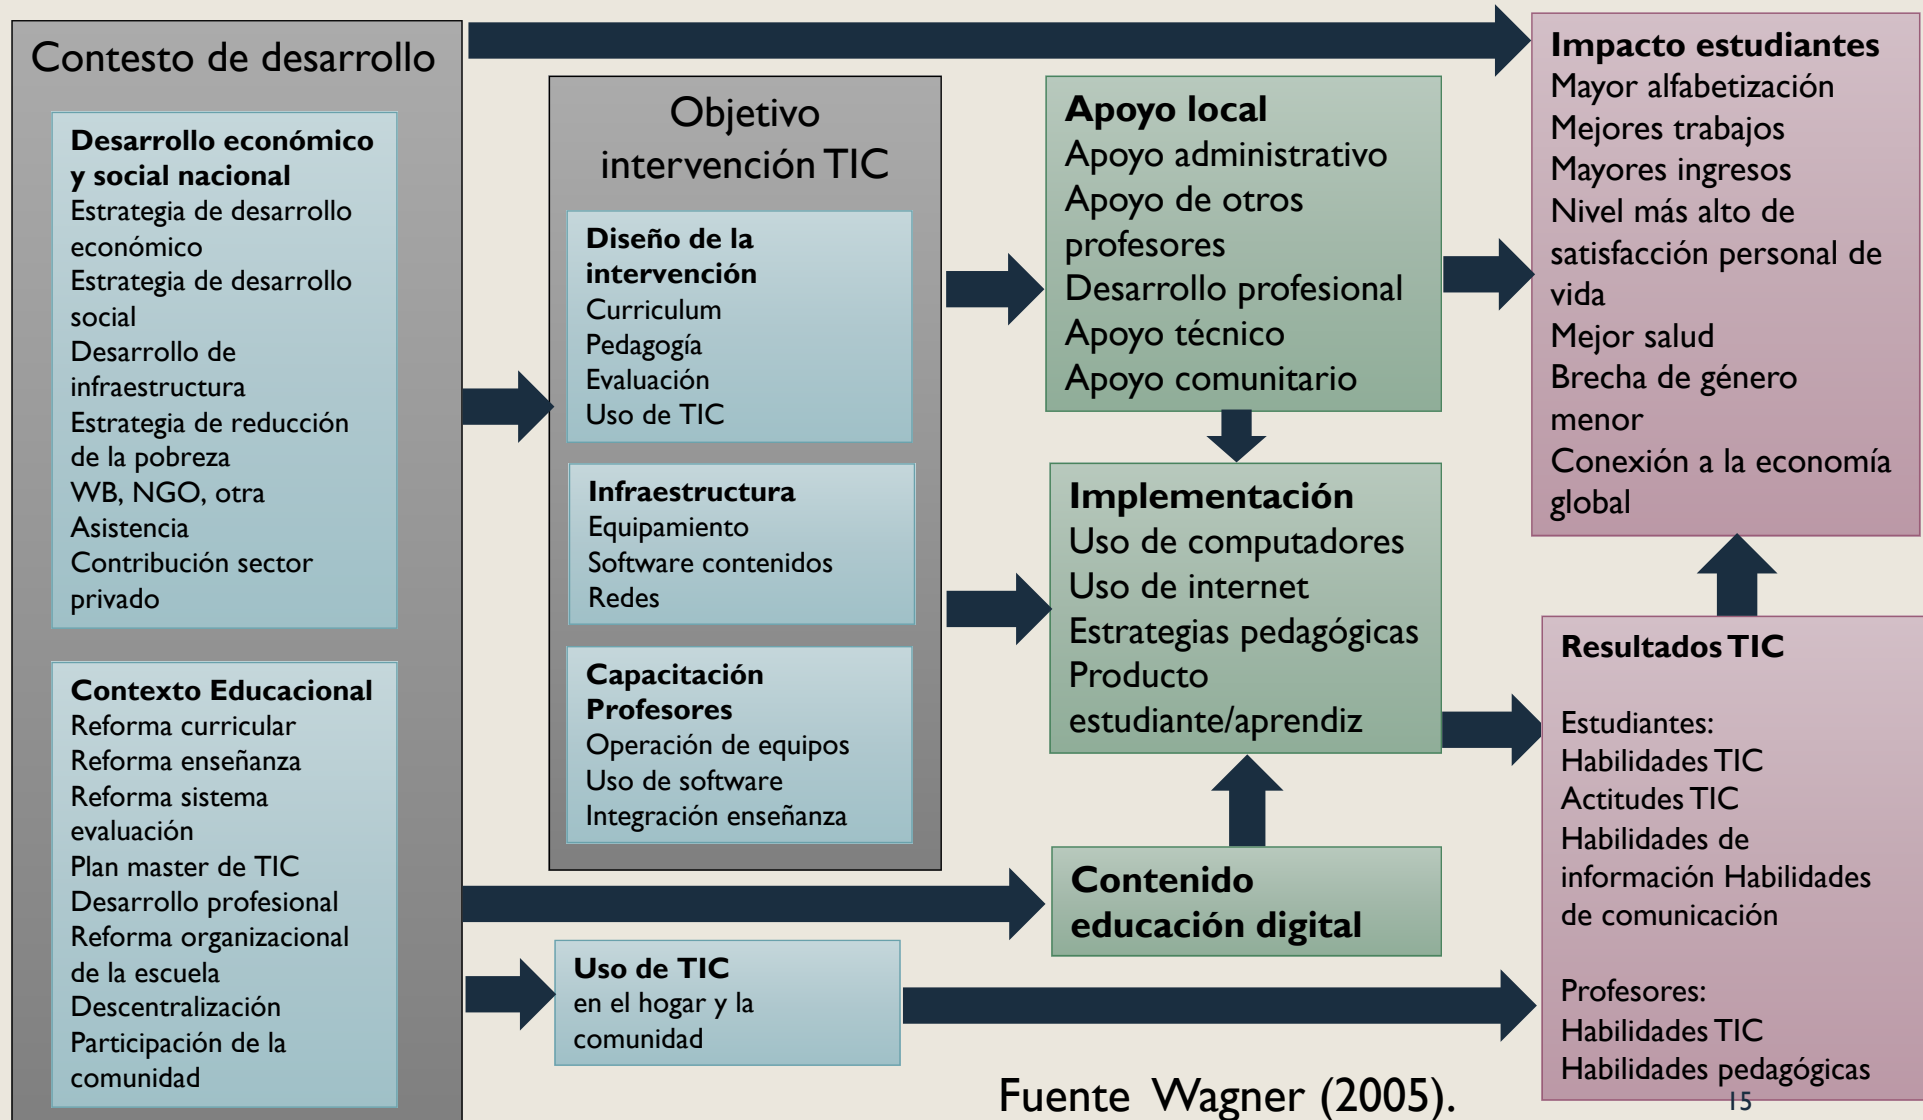 Contesto de desarrollo
Desarrollo económico
y social nacional
Estrategia de desarrollo
económico
Estrategia de desarrollo
social
Desarrollo de
infraestructura
Estrategia de reducción
de la pobreza
WB, NGO, otra
Asistencia
Contribución sector
privado
Contexto Educacional
Reforma curricular
Reforma enseñanza
Reforma sistema
evaluación
Plan master de TIC
Desarrollo profesional
Reforma organizacional
de la escuela
Descentralización
Participación de la
comunidad
Objetivo
intervención TIC
Diseño de la
intervención
Curriculum
Pedagogía
Evaluación
Uso de TIC
Infraestructura
Equipamiento
Software contenidos
Redes
Capacitación
Profesores
Operación de equipos
Uso de software
Integración enseñanza
Uso de TIC
en el hogar y la
comunidad
Apoyo local
Apoyo administrativo
Apoyo de otros
profesores
Desarrollo profesional
Apoyo técnico
Apoyo comunitario
Implementación
Uso de computadores
Uso de internet
Estrategias pedagógicas
Producto
estudiante/aprendiz
Contenido
educación digital
Impacto estudiantes
Mayor alfabetización
Mejores trabajos
Mayores ingresos
Nivel más alto de
satisfacción personal de
vida
Mejor salud
Brecha de género
menor
Conexión a la economía
global
Resultados TIC
Estudiantes:
Habilidades TIC
Actitudes TIC
Habilidades de
información Habilidades
de comunicación
Profesores:
Habilidades TIC
Habilidades pedagógicas
Fuente Wagner (2005).
15